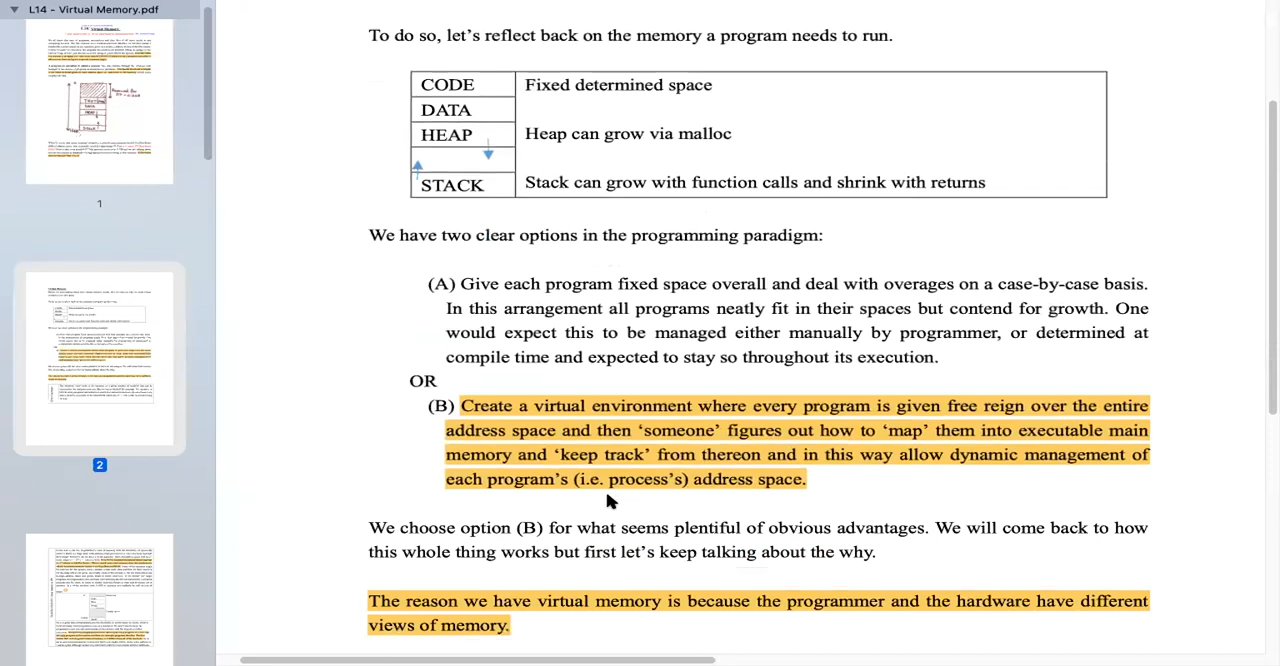 L14 - Virtual Memory.pdf
1
2
To do so, let’s reflect back on the memory a program needs to run.
CODE Fixed determined space
DATA
HEAP Heap can grow via malloc
STACK Stack can grow with function calls and shrink with returns
We have two clear options in the programming paradigm:
(A) Give each program fixed space overall and deal with overages on a case-by-case basis.
In this arrangement all programs neatly fit in their spaces but contend for growth. One
would expect this to be managed either manually by programmer, or determined at
compile time and expected to stay so throughout its execution.
OR
(B) Create a virtual environment where every program is given free reign over the entire
address space and then ‘someone’ figures out how to ‘map’ them into executable main
memory and ‘keep track’ from thereon and in this way allow dynamic management of
each program’s (i.e. process’s) address space.
We choose option (B) for what seems plentiful of obvious advantages. We will come back to how
this whole thing works but first let’s keep talking about the why.
The reason we have virtual memory is because the programmer and the hardware have different
views of memory.